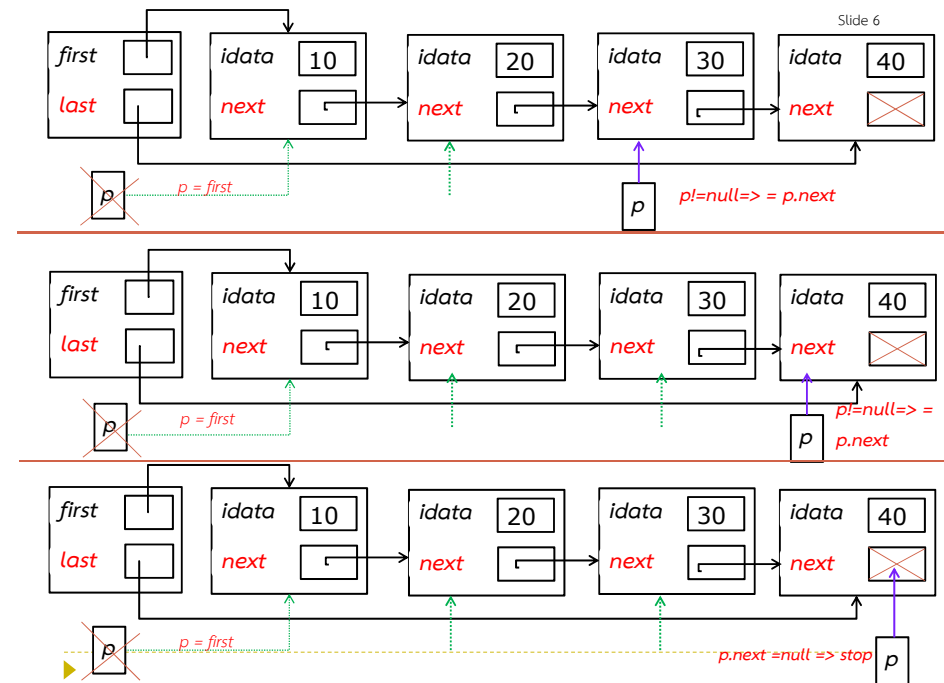 Slide 6
first
idata 10
idata 20
idata 30
idata 40
last
next
next
next
next
p
p = first
p
p!=null=> = p.next
first
idata 10
idata 20
idata 30
idata 40
last
next
next
next
next
p
p = first
p
p!=null=> =
p.next
first
idata 10
idata 20
idata 30
idata 40
last
next
next
next
next
p
p = first
p.next =null => stop
p